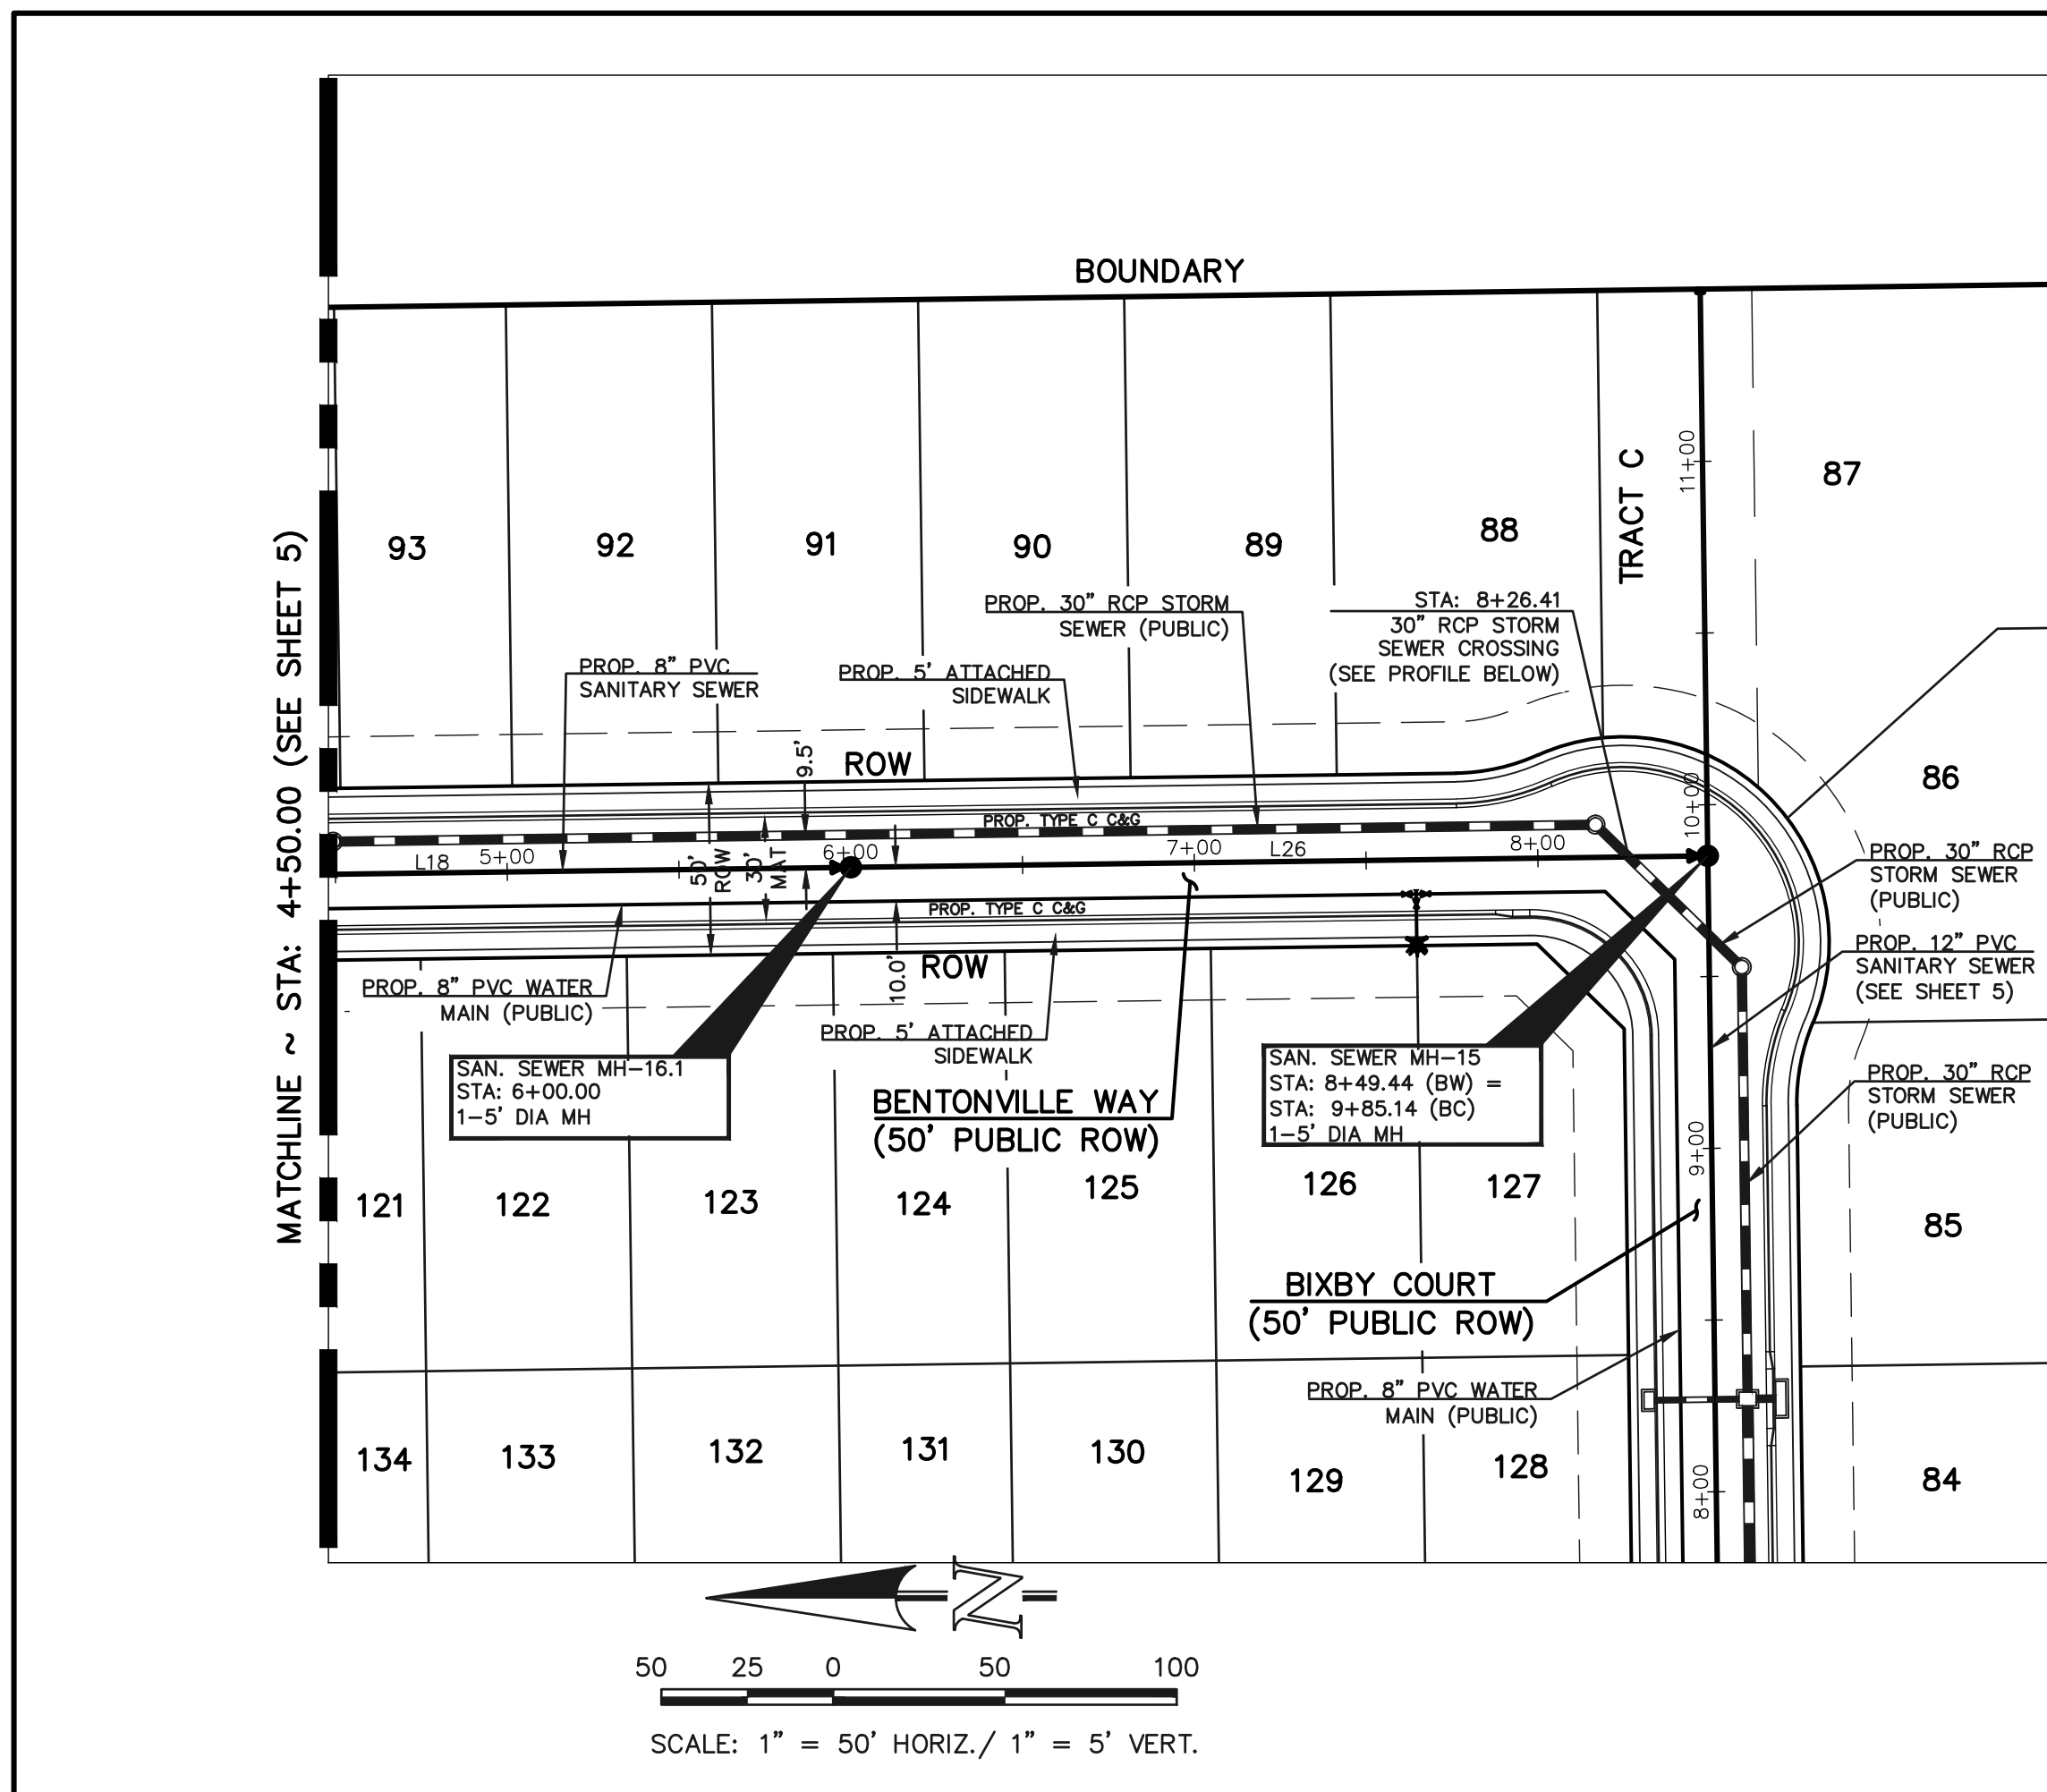 BOUNDARY
MATCHLINE ~ STA: 4+50.00 (SEE SHEET 5)
93
92
91
90
89
88
TRACT C
11+00
87
PROP. 8” PVC
SANITARY SEWER
PROP. 5’ ATTACHED
SIDEWALK
PROP. 30” RCP STORM
SEWER (PUBLIC)
STA: 8+26.41
30” RCP STORM
SEWER CROSSING
(SEE PROFILE BELOW)
9.5’
ROW
86
10+00
PROP. TYPE C C&G
L18
5+00
50’
ROW
30’
MAT
6+00
7+00
L26
8+00
PROP. 30” RCP
STORM SEWER
(PUBLIC)
PROP. TYPE C C&G
ROW
10.0’
PROP. 12” PVC
SANITARY SEWER
(SEE SHEET 5)
PROP. 8” PVC WATER
MAIN (PUBLIC)
PROP. 5’ ATTACHED
SIDEWALK
SAN. SEWER MH-16.1
STA: 6+00.00
1-5’ DIA MH
BENTONVILLE WAY
(50’ PUBLIC ROW)
SAN. SEWER MH-15
STA: 8+49.44 (BW) =
STA: 9+85.14 (BC)
1-5’ DIA MH
PROP. 30” RCP
STORM SEWER
(PUBLIC)
9+00
121
122
123
124
125
126
127
85
BIXBY COURT
(50’ PUBLIC ROW)
PROP. 8” PVC WATER
MAIN (PUBLIC)
134
133
132
131
130
129
128
8+00
84
N
50 25 0 50 100
SCALE: 1” = 50’ HORIZ./ 1” = 5’ VERT.